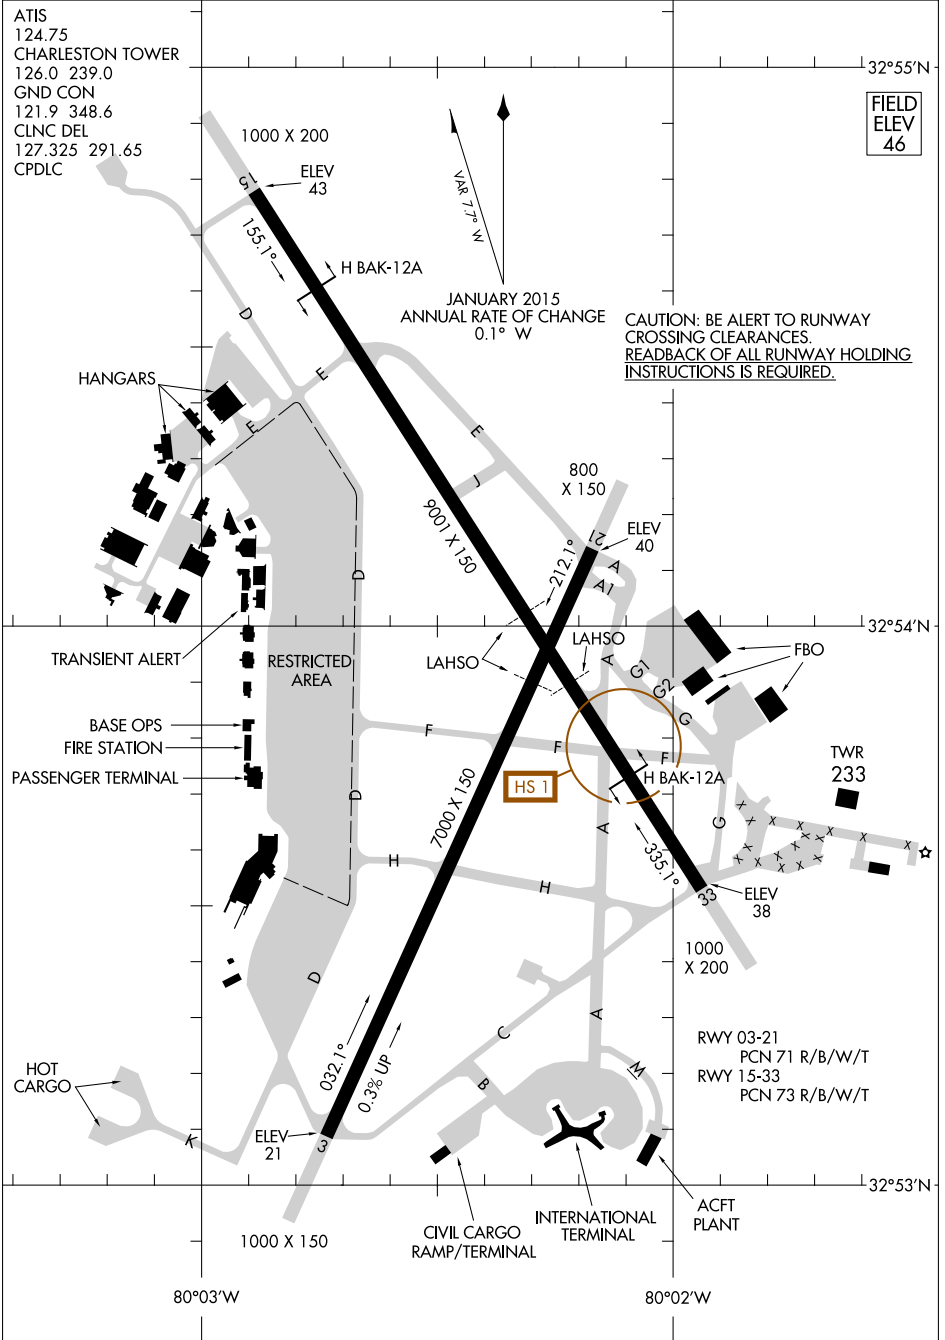 ATIS
124.75
CHARLESTON TOWER
126.0 239.0
GND CON
121.9 348.6
CLNC DEL
127.325 291.65
CPDLC
32°55'N
FIELD
ELEV
46
1000 X 200
15
ELEV
43
155.1°
H BAK-12A
VAR 7.7° W
JANUARY 2015
ANNUAL RATE OF CHANGE
0.1° W
CAUTION: BE ALERT TO RUNWAY
CROSSING CLEARANCES.
READBACK OF ALL RUNWAY HOLDING
INSTRUCTIONS IS REQUIRED.
D
HANGARS
E
E
E
J
800
X 150
21
ELEV
40
9001 X 150
212.1°
A
A1
D
32°54'N
LAHSO
LAHSO
A
G1
G2
G
FBO
TRANSIENT ALERT
RESTRICTED
AREA
BASE OPS
FIRE STATION
PASSENGER TERMINAL
F
F
F
HS 1
H BAK-12A
TWR
233
D
7000 X 150
A
G
X X X X X X X X X X X X X X X X
H
H
335.1°
33
ELEV
38
1000
X 200
D
C
A
032.1°
0.3% UP
B
M
RWY 03-21
PCN 71 R/B/W/T
RWY 15-33
PCN 73 R/B/W/T
HOT
CARGO
K
ELEV
21
3
1000 X 150
CIVIL CARGO
RAMP/TERMINAL
INTERNATIONAL
TERMINAL
ACFT
PLANT
32°53'N
80°03'W
80°02'W